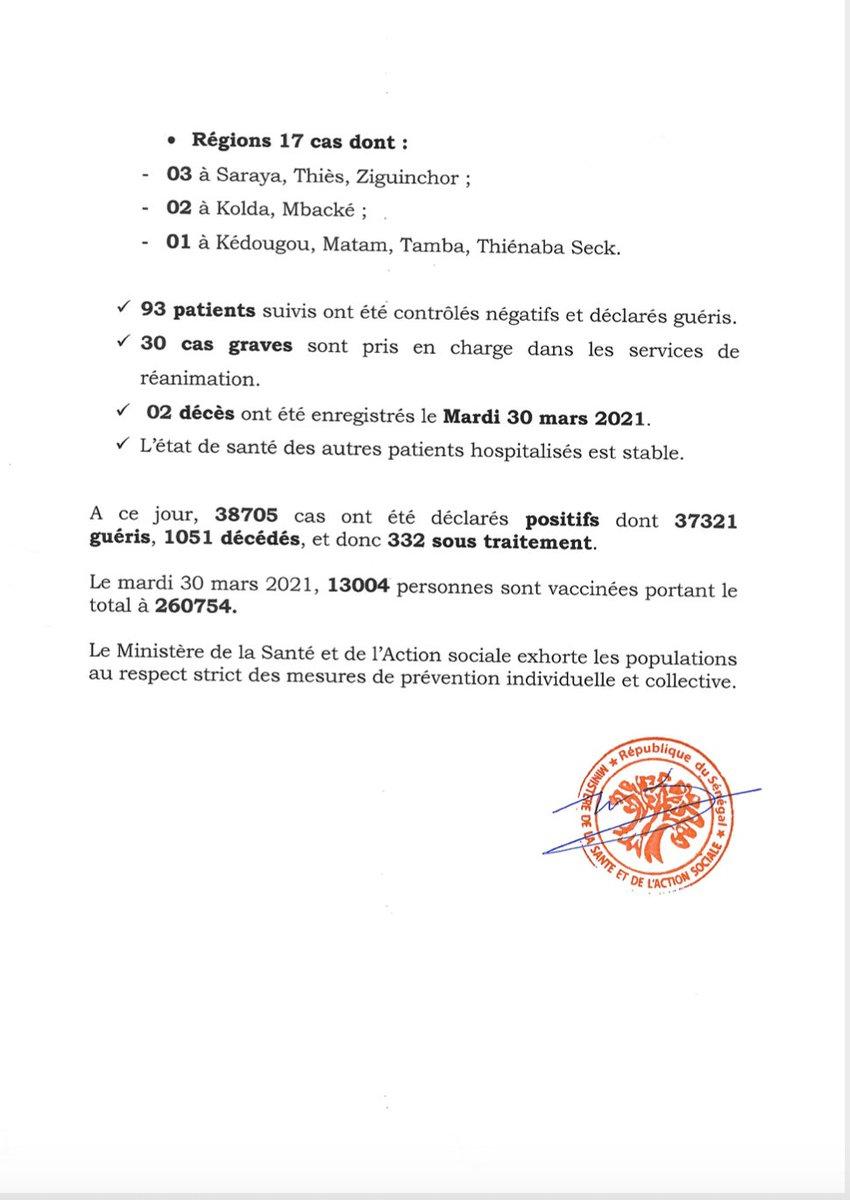 • Régions 17 cas dont :
- 03 à Saraya, Thiès, Ziguinchor ;
- 02 à Kolda, Mbacké ;
- 01 à Kédougou, Matam, Tamba, Thiénaba Seck.
✓ 93 patients suivis ont été contrôlés négatifs et déclarés guéris.
✓ 30 cas graves sont pris en charge dans les services de
réanimation.
✓ 02 décès ont été enregistrés le Mardi 30 mars 2021.
✓ L'état de santé des autres patients hospitalisés est stable.
A ce jour, 38705 cas ont été déclarés positifs dont 37321
guéris, 1051 décédés, et donc 332 sous traitement.
Le mardi 30 mars 2021, 13004 personnes sont vaccinées portant le
total à 260754.
Le Ministère de la Santé et de l'Action sociale exhorte les populations
au respect strict des mesures de prévention individuelle et collective.
★ République du Sénégal ★
MINISTERE DE LA SANTE ET DE L'ACTION SOCIALE